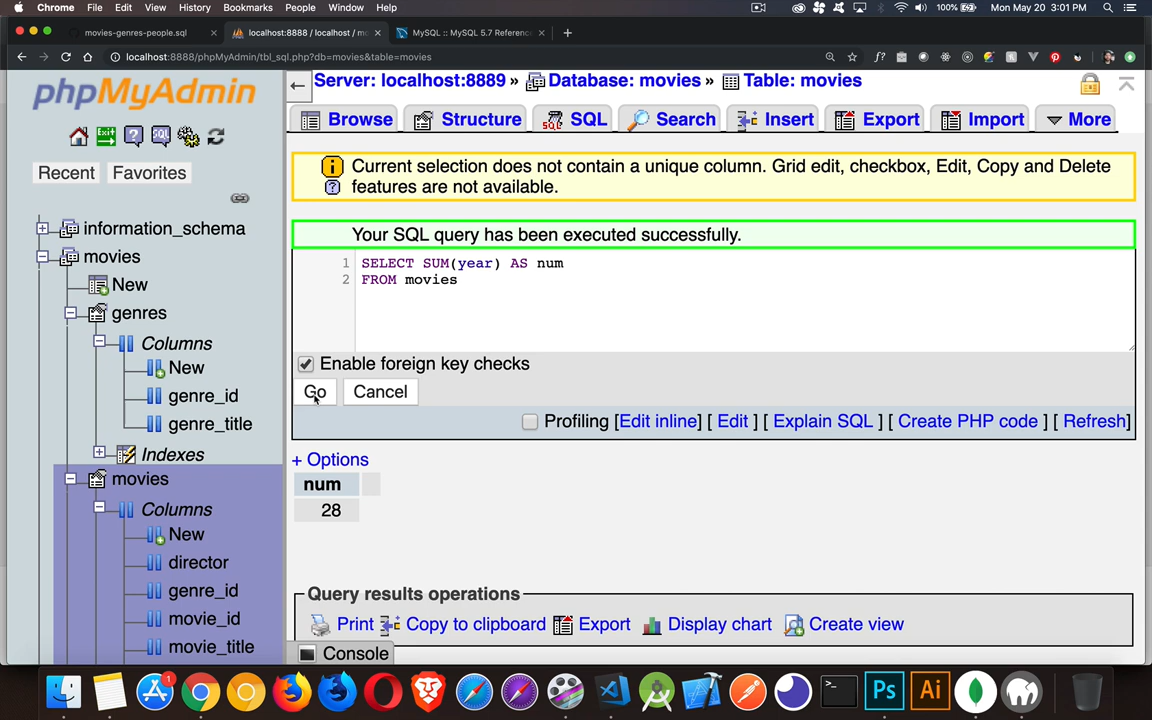 Chrome File Edit View History Bookmarks People Window Help 100% Mon May 20 3:01 PM
movies-genres-people.sql × localhost:8888 / localhost / mo × MySQL :: MySQL 5.7 Referenc × +
localhost:8888/phpMyAdmin/tbl_sql.php?db=movies&table=movies
phpMyAdmin
Recent Favorites
information_schema
movies
New
genres
Columns
New
genre_id
genre_title
Indexes
movies
Columns
New
director
genre_id
movie_id
movie_title
Server: localhost:8889 » Database: movies » Table: movies
Browse Structure SQL Search Insert Export Import More
Current selection does not contain a unique column. Grid edit, checkbox, Edit, Copy and Delete
features are not available.
Your SQL query has been executed successfully.
1 SELECT SUM(year) AS num
2 FROM movies
Enable foreign key checks
Go Cancel
Profiling [Edit inline] [ Edit ] [ Explain SQL ] [ Create PHP code ] [ Refresh]
+ Options
num
28
Query results operations
Print Copy to clipboard Export Display chart Create view
Console